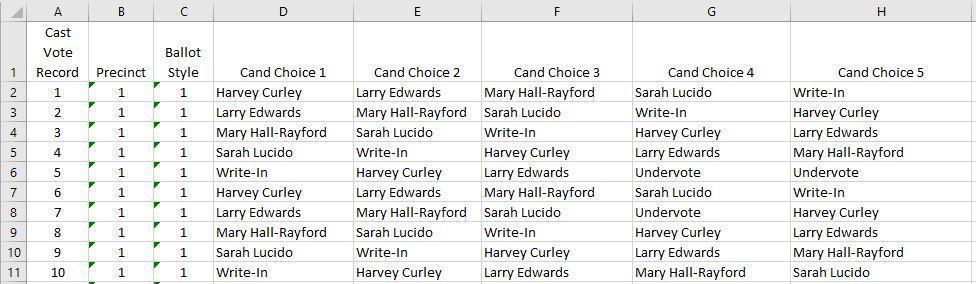 A B C D E F G H
Cast
Vote Ballot
1 Record Precinct Style Cand Choice 1 Cand Choice 2 Cand Choice 3 Cand Choice 4 Cand Choice 5
2 1 1 1 Harvey Curley Larry Edwards Mary Hall-Rayford Sarah Lucido Write-In
3 2 1 1 Larry Edwards Mary Hall-Rayford Sarah Lucido Write-In Harvey Curley
4 3 1 1 Mary Hall-Rayford Sarah Lucido Write-In Harvey Curley Larry Edwards
5 4 1 1 Sarah Lucido Write-In Harvey Curley Larry Edwards Mary Hall-Rayford
6 5 1 1 Write-In Harvey Curley Larry Edwards Undervote Undervote
7 6 1 1 Harvey Curley Larry Edwards Mary Hall-Rayford Sarah Lucido Write-In
8 7 1 1 Larry Edwards Mary Hall-Rayford Sarah Lucido Undervote Harvey Curley
9 8 1 1 Mary Hall-Rayford Sarah Lucido Write-In Harvey Curley Larry Edwards
10 9 1 1 Sarah Lucido Write-In Harvey Curley Larry Edwards Mary Hall-Rayford
11 10 1 1 Write-In Harvey Curley Larry Edwards Mary Hall-Rayford Sarah Lucido